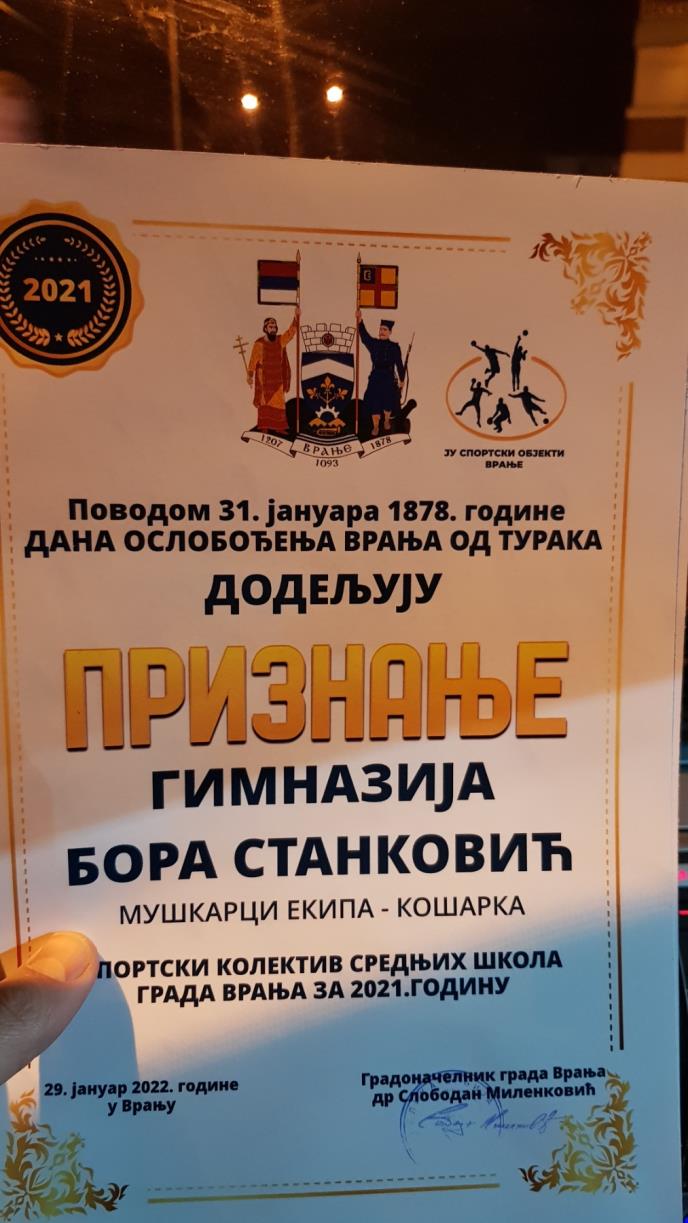 2021
1207 ВРАЊЕ 1878
1093
ЈУ СПОРТСКИ ОБЈЕКТИ
ВРАЊЕ
Поводом 31. јануара 1878. године
ДАНА ОСЛОБОЂЕЊА ВРАЊА ОД ТУРАКА
ДОДЕЉУЈУ
ПРИЗНАЊЕ
ГИМНАЗИЈА
БОРА СТАНКОВИЋ
МУШКАРЦИ ЕКИПА - КОШАРКА
ПОРТСКИ КОЛЕКТИВ СРЕДЊИХ ШКОЛА
ГРАДА ВРАЊА ЗА 2021.ГОДИНУ
29. јануар 2022. године
у Врању
Градоначелник града Врања
др Слободан Миленковић